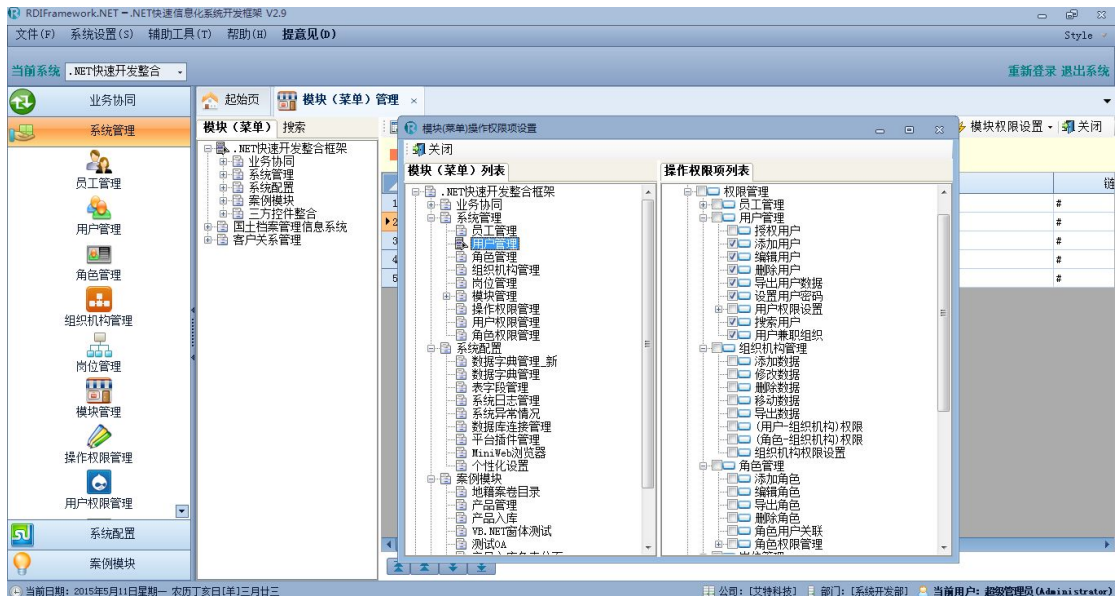 RDIFramework.NET－.NET快速信息化系统开发框架 V2.9
文件(F) 系统设置(S) 辅助工具(T) 帮助(H) 提意见(D)
Style
当前系统 .NET快速开发整合
重新登录 退出系统
业务协同
系统管理
员工管理
用户管理
角色管理
组织机构管理
岗位管理
模块管理
操作权限管理
用户权限管理
系统配置
案例模块
起始页 模块（菜单）管理 ×
模块（菜单） 搜索
.NET快速开发整合框架
业务协同
系统管理
系统配置
案例模块
三方控件整合
国土档案管理信息系统
客户关系管理
模块权限设置 关闭
链
1 #
2 #
3 #
4 #
5 #
模块(菜单)操作权限项设置
关闭
模块（菜单）列表
.NET快速开发整合框架
业务协同
系统管理
员工管理
用户管理
角色管理
组织机构管理
岗位管理
模块管理
操作权限管理
用户权限管理
角色权限管理
系统配置
数据字典管理_新
数据字典管理
表字段管理
系统日志管理
系统异常情况
数据库连接管理
平台插件管理
MiniWeb浏览器
个性化设置
案例模块
地籍案卷目录
产品管理
产品入库
VB.NET窗体测试
测试OA
操作权限项列表
权限管理
员工管理
用户管理
授权用户
添加用户
编辑用户
删除用户
导出用户数据
设置用户密码
用户权限设置
搜索用户
用户兼职组织
组织机构管理
添加数据
修改数据
删除数据
移动数据
导出数据
(用户-组织机构)权限
(角色-组织机构)权限
组织机构权限设置
角色管理
添加角色
编辑角色
导出角色
删除角色
角色用户关联
角色权限管理
当前日期: 2015年5月11日星期一 农历丁亥日[羊]三月廿三
公司: [艾特科技] 部门: [系统开发部] 当前用户: 超级管理员(Administrator)